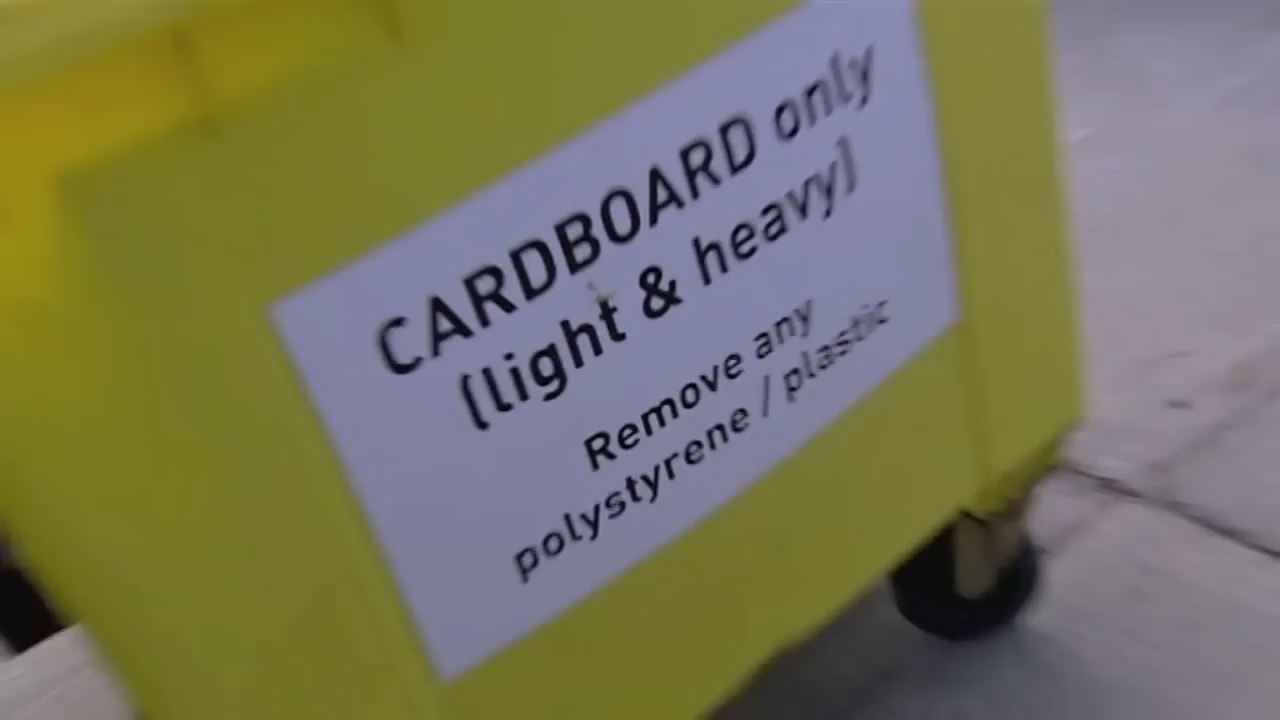 CARDBOARD only
(light & heavy)
Remove any
polystyrene / plastic